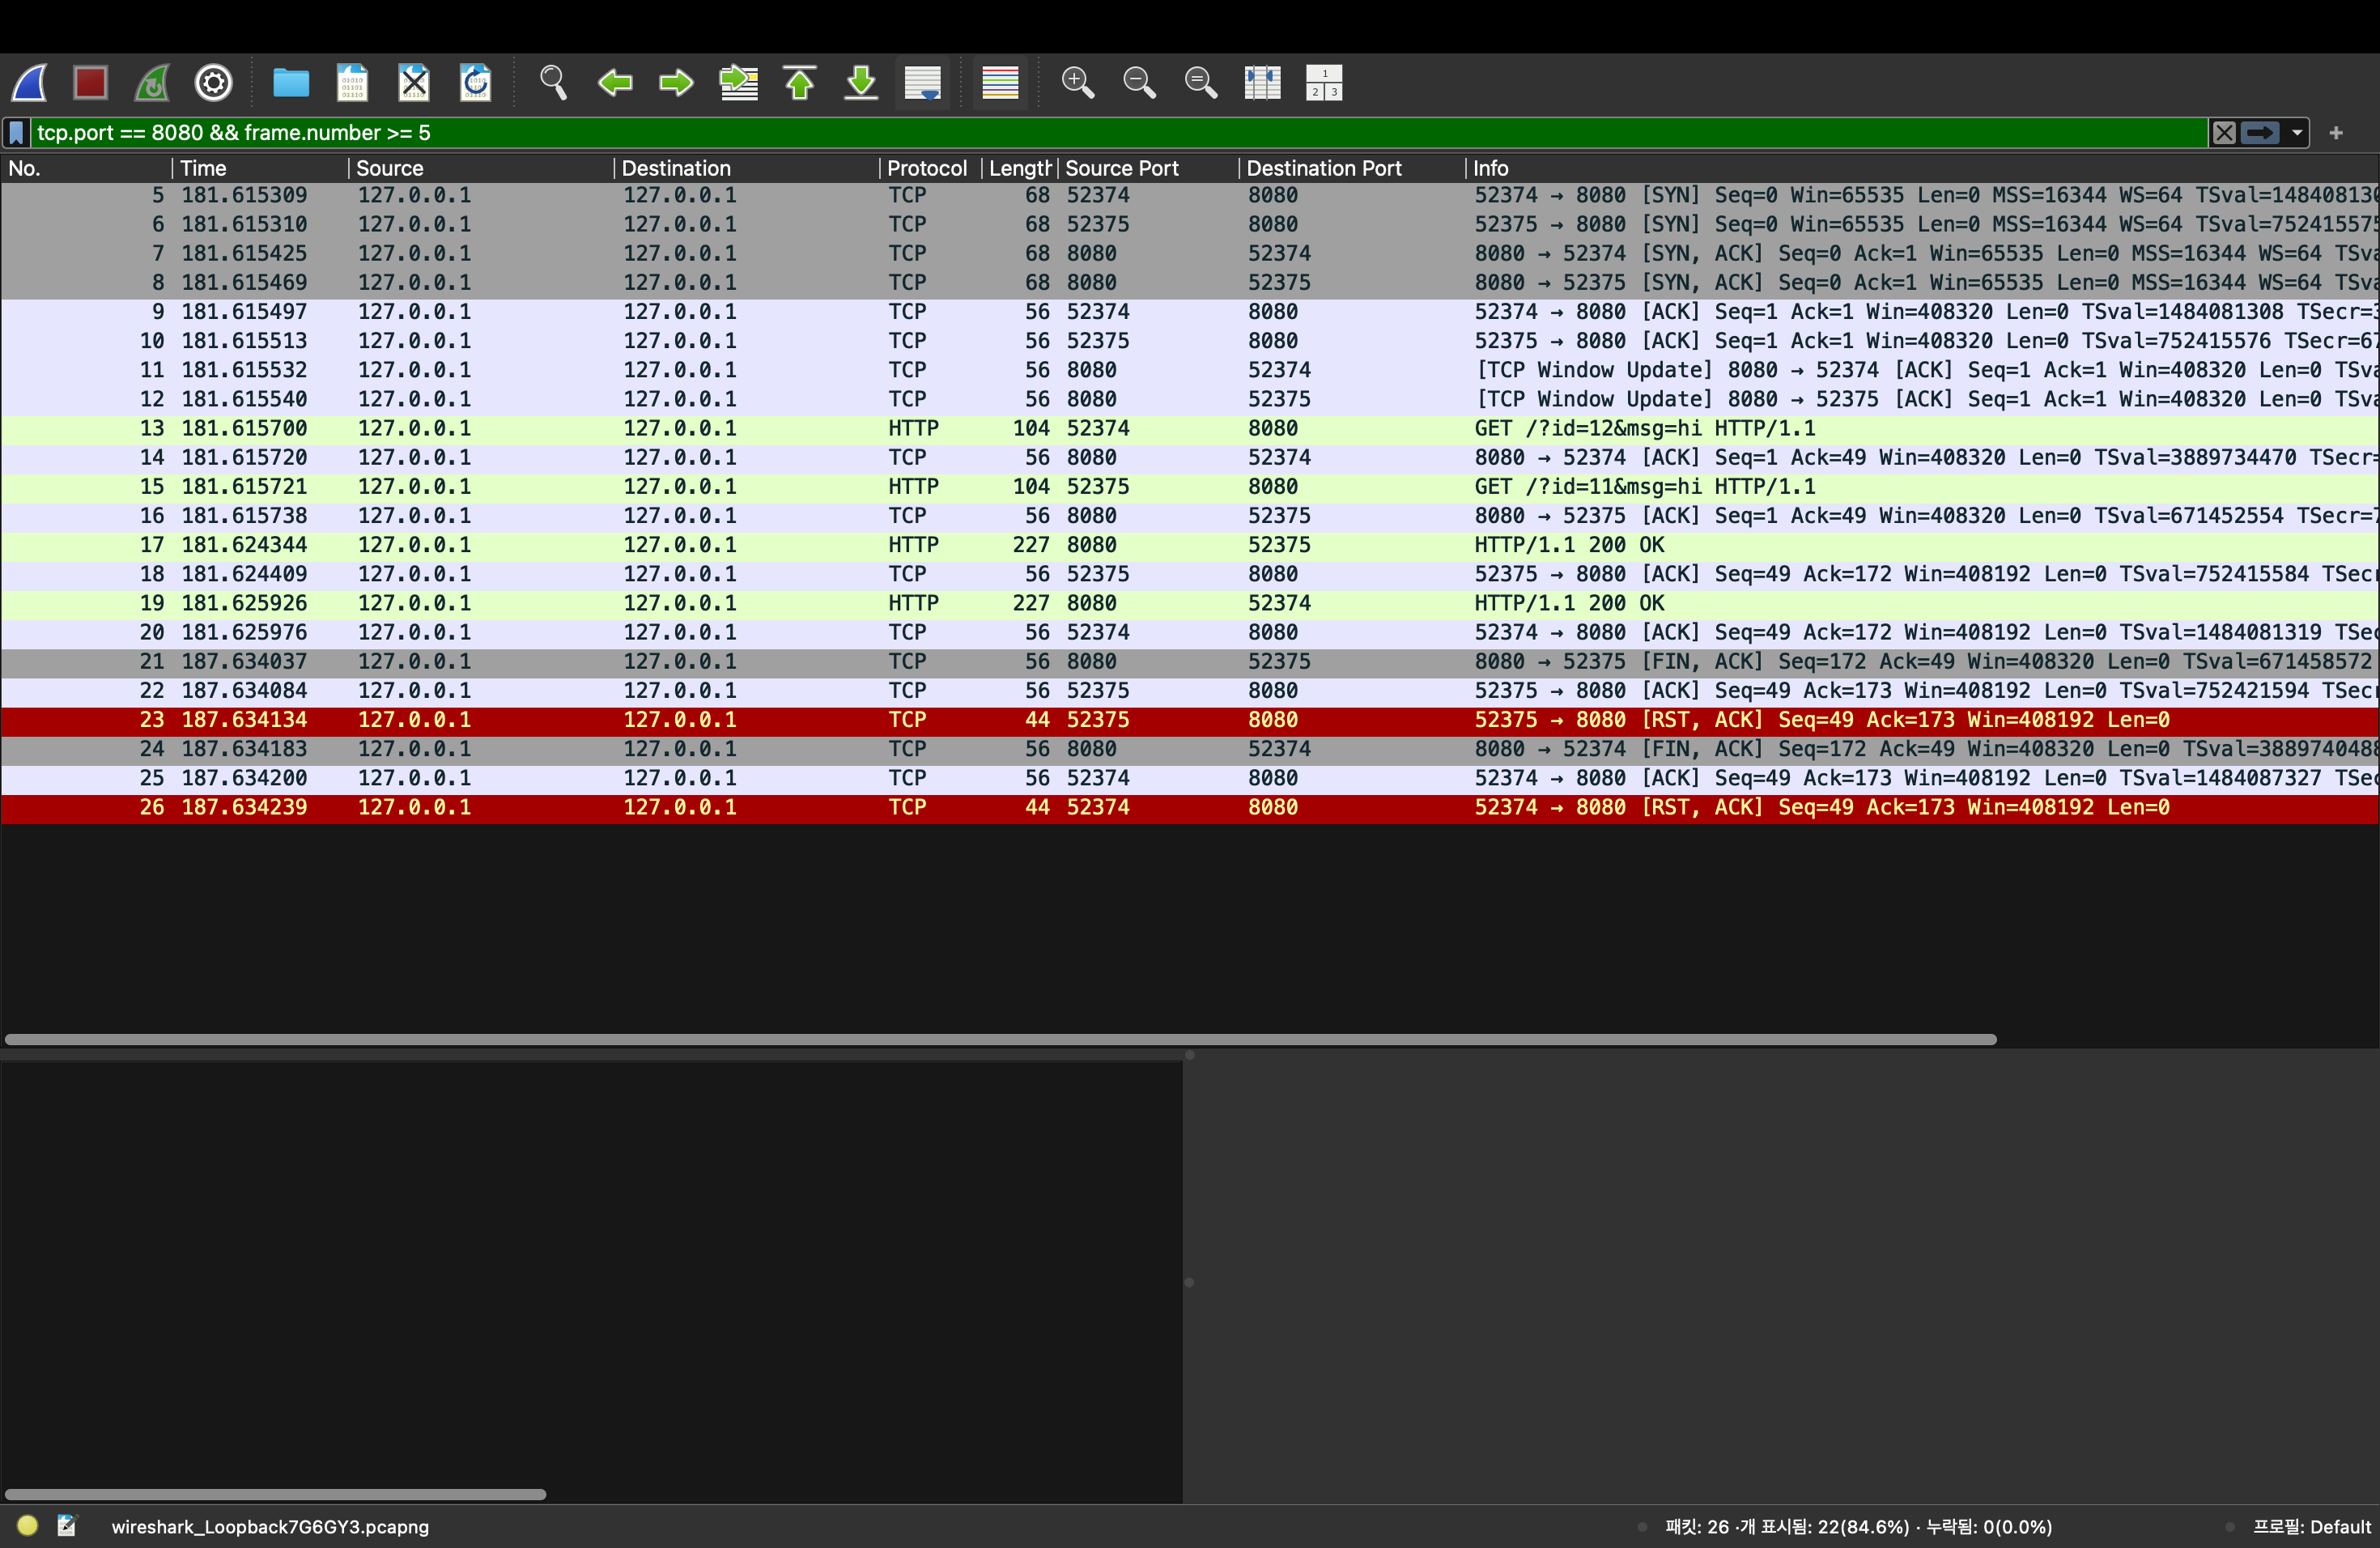 tcp.port == 8080 && frame.number >= 5
No. Time Source Destination Protocol Length Source Port Destination Port Info
5 181.615309 127.0.0.1 127.0.0.1 TCP 68 52374 8080 52374 → 8080 [SYN] Seq=0 Win=65535 Len=0 MSS=16344 WS=64 TSval=148408130
6 181.615310 127.0.0.1 127.0.0.1 TCP 68 52375 8080 52375 → 8080 [SYN] Seq=0 Win=65535 Len=0 MSS=16344 WS=64 TSval=752415575
7 181.615425 127.0.0.1 127.0.0.1 TCP 68 8080 52374 8080 → 52374 [SYN, ACK] Seq=0 Ack=1 Win=65535 Len=0 MSS=16344 WS=64 TSva
8 181.615469 127.0.0.1 127.0.0.1 TCP 68 8080 52375 8080 → 52375 [SYN, ACK] Seq=0 Ack=1 Win=65535 Len=0 MSS=16344 WS=64 TSva
9 181.615497 127.0.0.1 127.0.0.1 TCP 56 52374 8080 52374 → 8080 [ACK] Seq=1 Ack=1 Win=408320 Len=0 TSval=1484081308 TSecr=3
10 181.615513 127.0.0.1 127.0.0.1 TCP 56 52375 8080 52375 → 8080 [ACK] Seq=1 Ack=1 Win=408320 Len=0 TSval=752415576 TSecr=67
11 181.615532 127.0.0.1 127.0.0.1 TCP 56 8080 52374 [TCP Window Update] 8080 → 52374 [ACK] Seq=1 Ack=1 Win=408320 Len=0 TSva
12 181.615540 127.0.0.1 127.0.0.1 TCP 56 8080 52375 [TCP Window Update] 8080 → 52375 [ACK] Seq=1 Ack=1 Win=408320 Len=0 TSva
13 181.615700 127.0.0.1 127.0.0.1 HTTP 104 52374 8080 GET /?id=12&msg=hi HTTP/1.1
14 181.615720 127.0.0.1 127.0.0.1 TCP 56 8080 52374 8080 → 52374 [ACK] Seq=1 Ack=49 Win=408320 Len=0 TSval=3889734470 TSecr=
15 181.615721 127.0.0.1 127.0.0.1 HTTP 104 52375 8080 GET /?id=11&msg=hi HTTP/1.1
16 181.615738 127.0.0.1 127.0.0.1 TCP 56 8080 52375 8080 → 52375 [ACK] Seq=1 Ack=49 Win=408320 Len=0 TSval=671452554 TSecr=7
17 181.624344 127.0.0.1 127.0.0.1 HTTP 227 8080 52375 HTTP/1.1 200 OK
18 181.624409 127.0.0.1 127.0.0.1 TCP 56 52375 8080 52375 → 8080 [ACK] Seq=49 Ack=172 Win=408192 Len=0 TSval=752415584 TSecr
19 181.625926 127.0.0.1 127.0.0.1 HTTP 227 8080 52374 HTTP/1.1 200 OK
20 181.625976 127.0.0.1 127.0.0.1 TCP 56 52374 8080 52374 → 8080 [ACK] Seq=49 Ack=172 Win=408192 Len=0 TSval=1484081319 TSec
21 187.634037 127.0.0.1 127.0.0.1 TCP 56 8080 52375 8080 → 52375 [FIN, ACK] Seq=172 Ack=49 Win=408320 Len=0 TSval=671458572
22 187.634084 127.0.0.1 127.0.0.1 TCP 56 52375 8080 52375 → 8080 [ACK] Seq=49 Ack=173 Win=408192 Len=0 TSval=752421594 TSecr
23 187.634134 127.0.0.1 127.0.0.1 TCP 44 52375 8080 52375 → 8080 [RST, ACK] Seq=49 Ack=173 Win=408192 Len=0
24 187.634183 127.0.0.1 127.0.0.1 TCP 56 8080 52374 8080 → 52374 [FIN, ACK] Seq=172 Ack=49 Win=408320 Len=0 TSval=3889740488
25 187.634200 127.0.0.1 127.0.0.1 TCP 56 52374 8080 52374 → 8080 [ACK] Seq=49 Ack=173 Win=408192 Len=0 TSval=1484087327 TSec
26 187.634239 127.0.0.1 127.0.0.1 TCP 44 52374 8080 52374 → 8080 [RST, ACK] Seq=49 Ack=173 Win=408192 Len=0
wireshark_Loopback7G6GY3.pcapng 패킷: 26 ·개 표시됨: 22(84.6%) · 누락됨: 0(0.0%) 프로필: Default